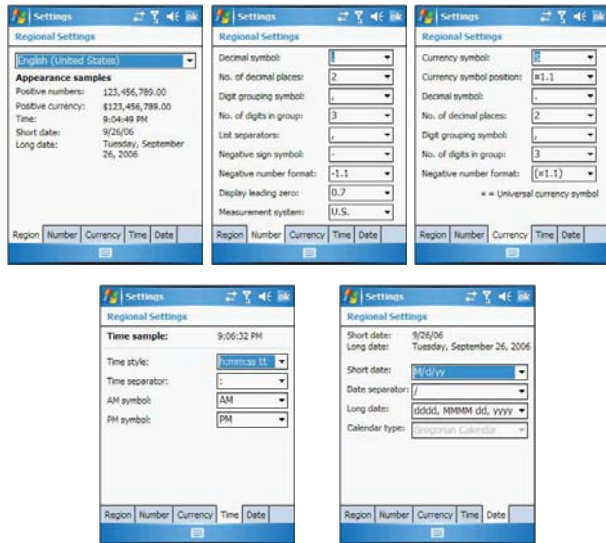 Settings ok
Regional Settings
English (United States)
Appearance samples
Positive numbers: 123,456,789.00
Positive currency: $123,456,789.00
Time: 9:04:49 PM
Short date: 9/26/06
Long date: Tuesday, September
26, 2006
Region Number Currency Time Date
Settings ok
Regional Settings
Decimal symbol: .
No. of decimal places: 2
Digit grouping symbol: ,
No. of digits in group: 3
List separators: ,
Negative sign symbol: -
Negative number format: -1.1
Display leading zero: 0.7
Measurement system: U.S.
Region Number Currency Time Date
Settings ok
Regional Settings
Currency symbol: $
Currency symbol position: ¤1.1
Decimal symbol: .
No. of decimal places: 2
Digit grouping symbol: ,
No. of digits in group: 3
Negative number format: (¤1.1)
¤ = Universal currency symbol
Region Number Currency Time Date
Settings ok
Regional Settings
Time sample: 9:06:32 PM
Time style: h:mm:ss tt
Time separator: :
AM symbol: AM
PM symbol: PM
Region Number Currency Time Date
Settings ok
Regional Settings
Short date: 9/26/06
Long date: Tuesday, September 26, 2006
Short date: M/d/yy
Date separator: /
Long date: dddd, MMMM dd, yyyy
Calendar type: Gregorian Calendar
Region Number Currency Time Date